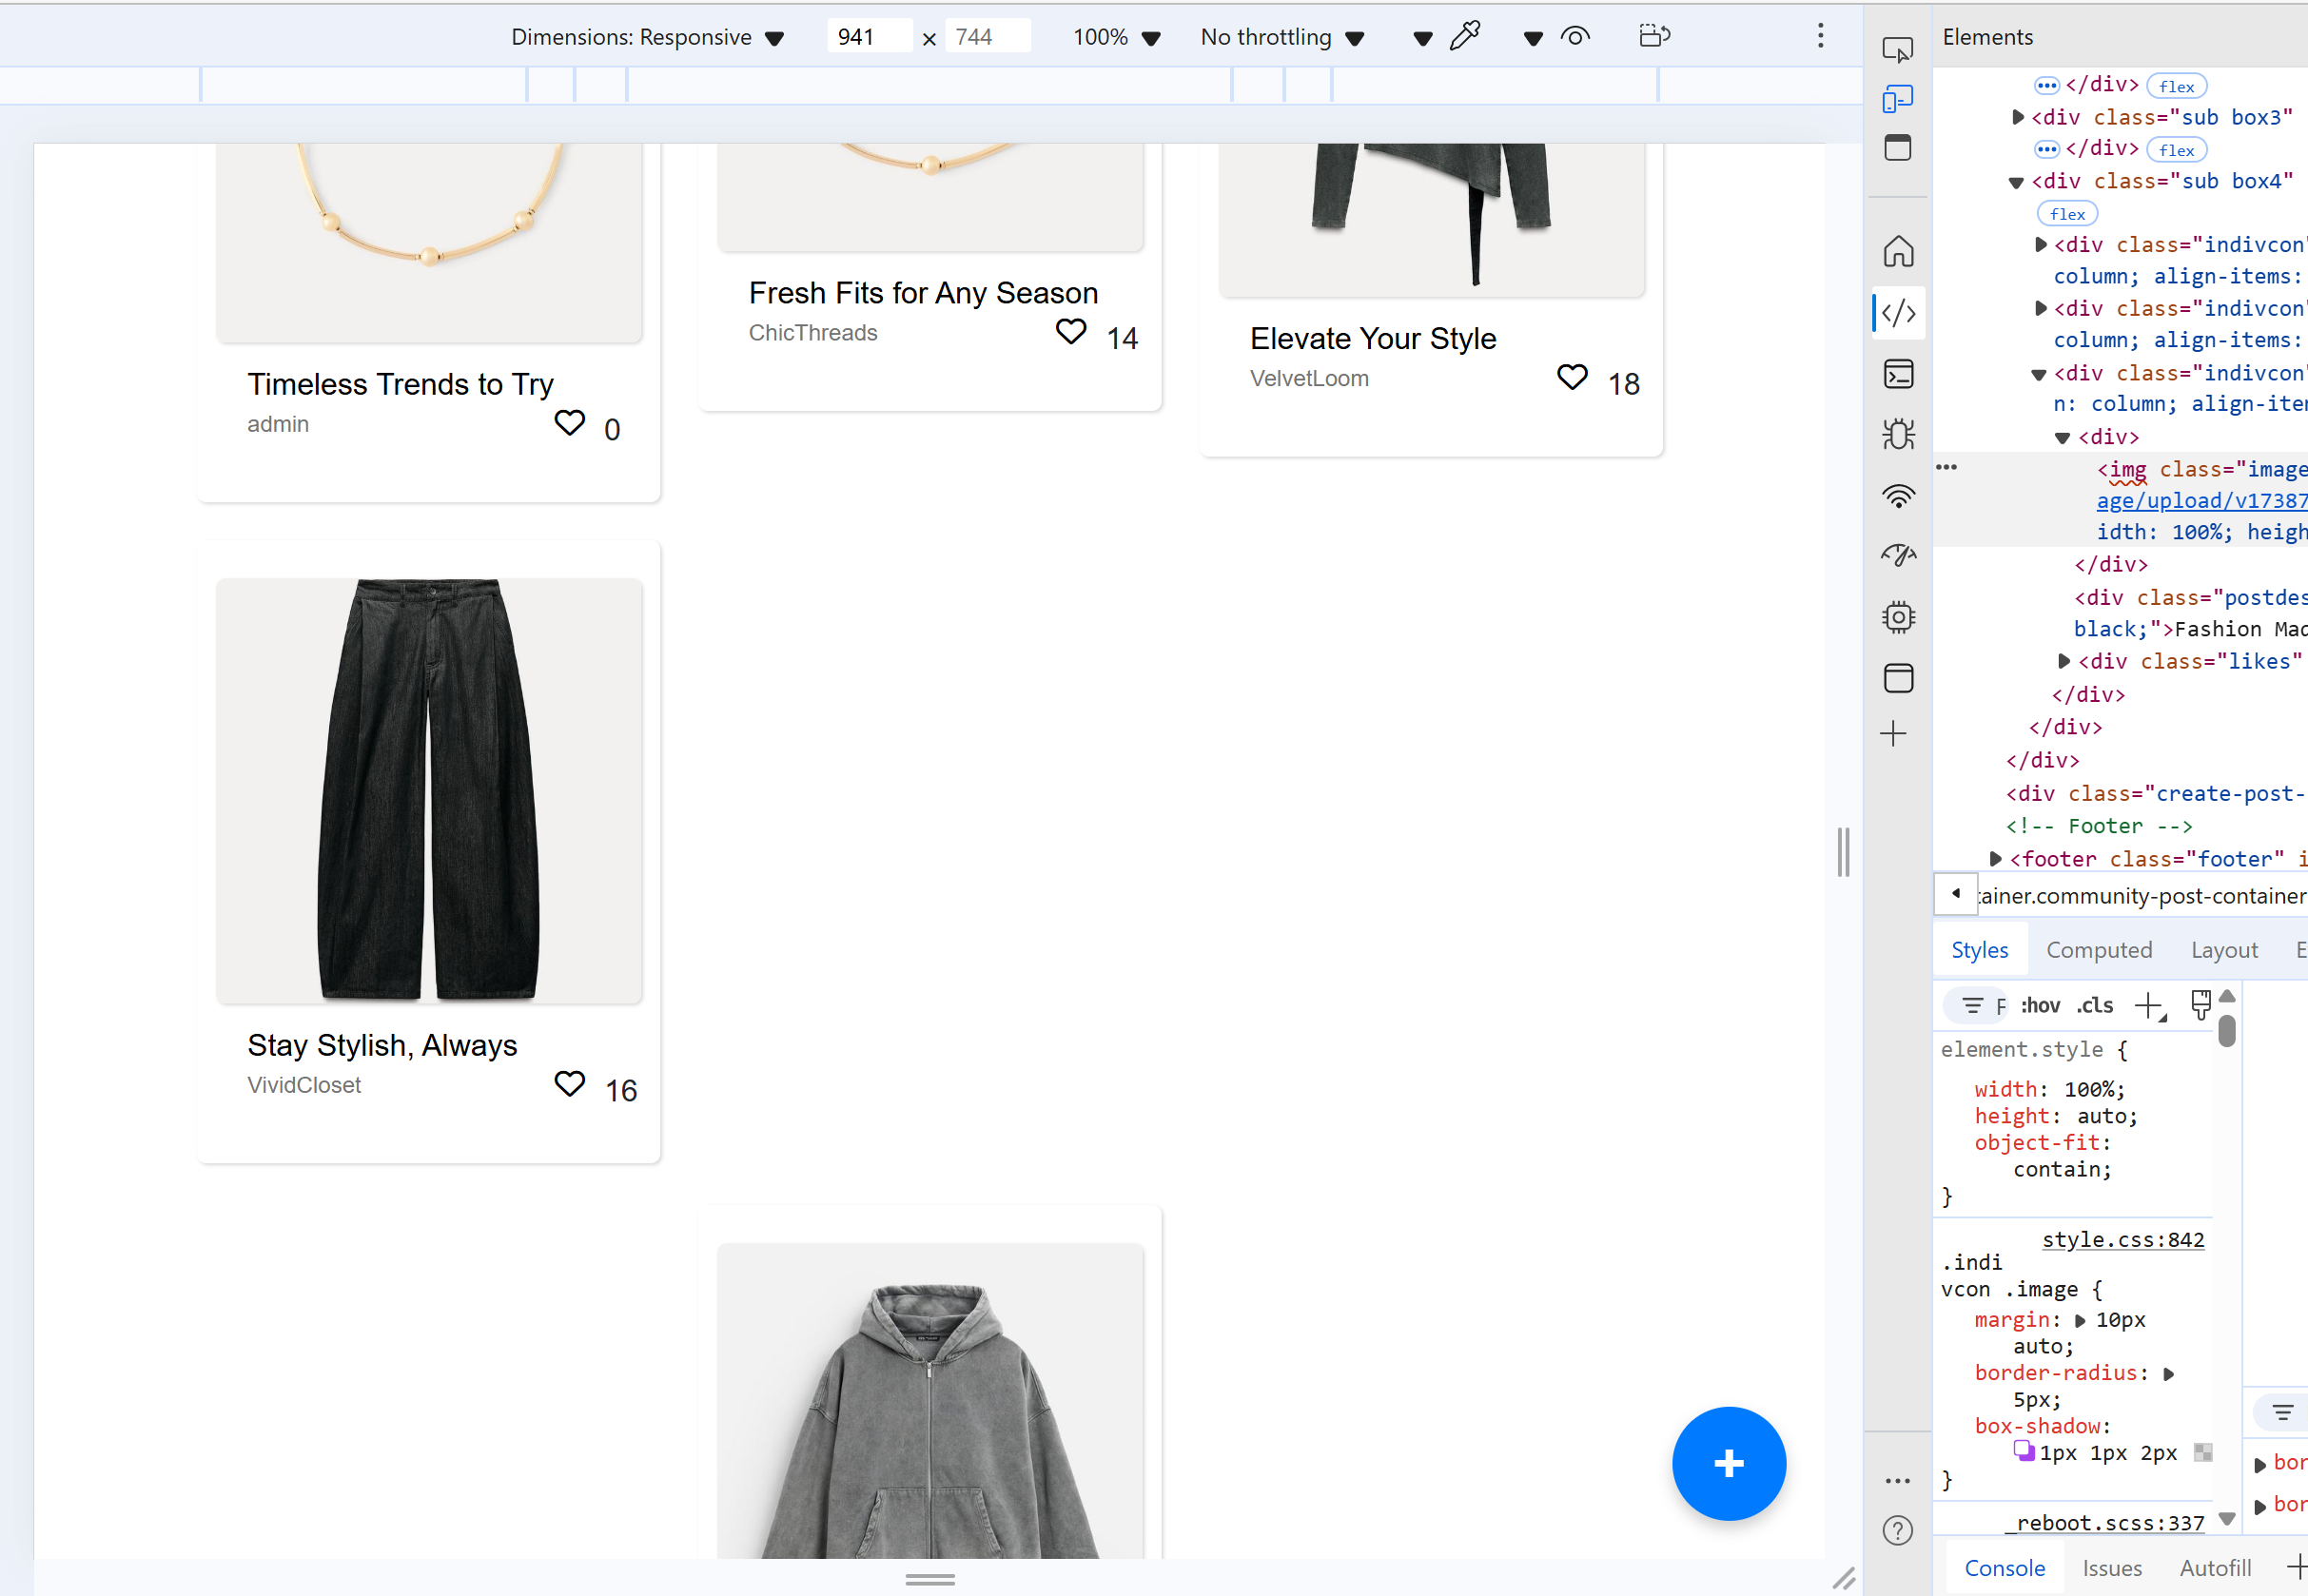 Dimensions: Responsive 941 × 744 100% No throttling
Timeless Trends to Try
admin 0
Fresh Fits for Any Season
ChicThreads 14
Elevate Your Style
VelvetLoom 18
Stay Stylish, Always
VividCloset 16
+
Elements
</div> flex
<div class="sub box3"
</div> flex
<div class="sub box4"
flex
<div class="indivcon"
column; align-items:
<div class="indivcon"
column; align-items:
<div class="indivcon"
n: column; align-iter
<div>
<img class="image
age/upload/v17387
idth: 100%; heigh
</div>
<div class="postdes
black;">Fashion Mad
<div class="likes"
</div>
</div>
</div>
<div class="create-post-
<!-- Footer -->
<footer class="footer" i
tainer.community-post-container
Styles Computed Layout E
F :hov .cls
element.style {
width: 100%;
height: auto;
object-fit:
contain;
}
style.css:842
.indi
vcon .image {
margin: 10px
auto;
border-radius:
5px;
box-shadow:
1px 1px 2px
}
_reboot.scss:337
bor
bor
Console Issues Autofill